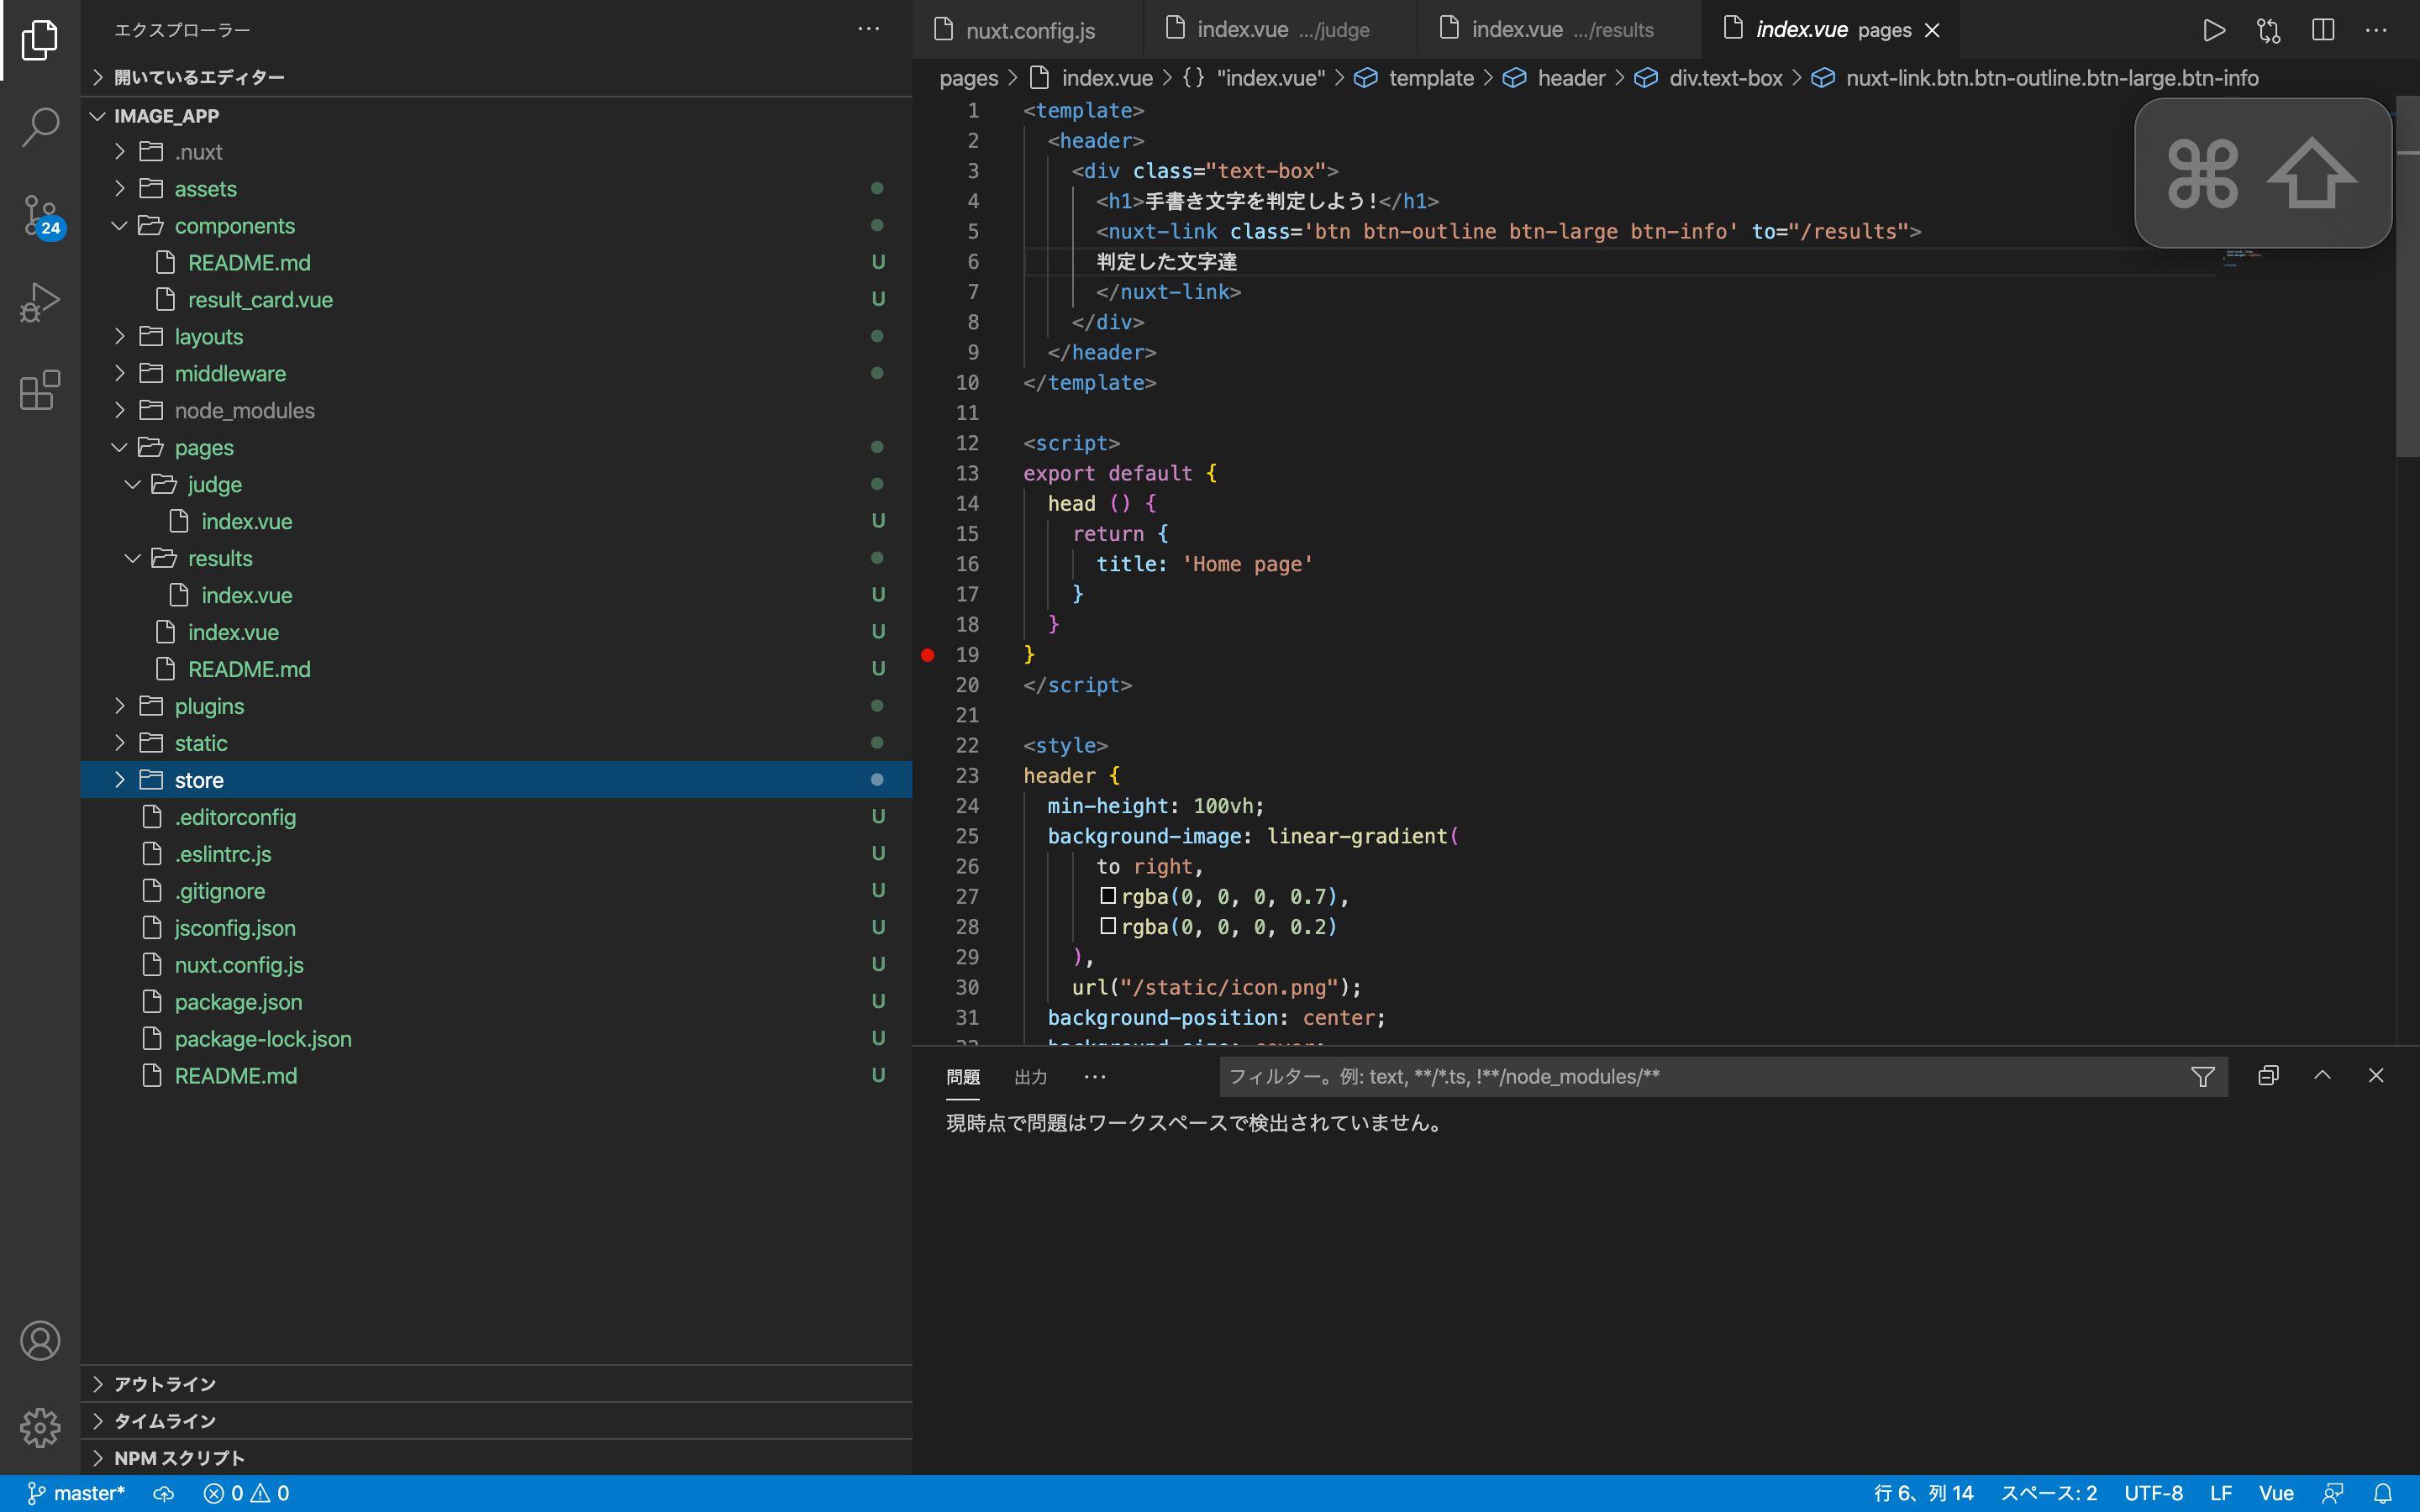 エクスプローラー
開いているエディター
IMAGE_APP
.nuxt
assets
components
README.md U
result_card.vue U
layouts
middleware
node_modules
pages
judge
index.vue U
results
index.vue U
index.vue U
README.md U
plugins
static
store
.editorconfig U
.eslintrc.js U
.gitignore U
jsconfig.json U
nuxt.config.js U
package.json U
package-lock.json U
README.md U
アウトライン
タイムライン
NPM スクリプト
24
nuxt.config.js
index.vue .../judge
index.vue .../results
index.vue pages
pages > index.vue > {} "index.vue" > template > header > div.text-box > nuxt-link.btn.btn-outline.btn-large.btn-info
1 <template>
2 <header>
3 <div class="text-box">
4 <h1>手書き文字を判定しよう!</h1>
5 <nuxt-link class='btn btn-outline btn-large btn-info' to="/results">
6 判定した文字達
7 </nuxt-link>
8 </div>
9 </header>
10 </template>
11
12 <script>
13 export default {
14 head () {
15 return {
16 title: 'Home page'
17 }
18 }
19 }
20 </script>
21
22 <style>
23 header {
24 min-height: 100vh;
25 background-image: linear-gradient(
26 to right,
27 rgba(0, 0, 0, 0.7),
28 rgba(0, 0, 0, 0.2)
29 ),
30 url("/static/icon.png");
31 background-position: center;
32 background-size: cover;
⌘ ⇧
問題 出力 ...
フィルター。例: text, **/*.ts, !**/node_modules/**
現時点で問題はワークスペースで検出されていません。
master* 0 0
行 6、列 14 スペース: 2 UTF-8 LF Vue